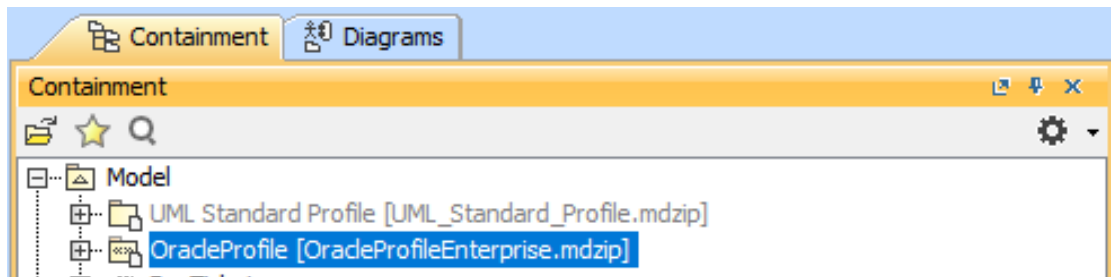 Containment Diagrams
Containment
Model
UML Standard Profile [UML_Standard_Profile.mdzip]
OracleProfile [OracleProfileEnterprise.mdzip]